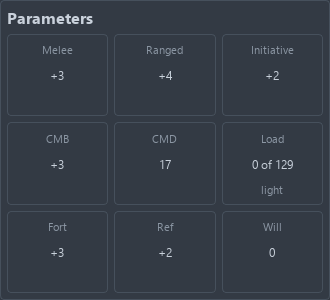 Parameters
Melee Ranged Initiative
+3 +4 +2
CMB CMD Load
+3 17 0 of 129
light
Fort Ref Will
+3 +2 0